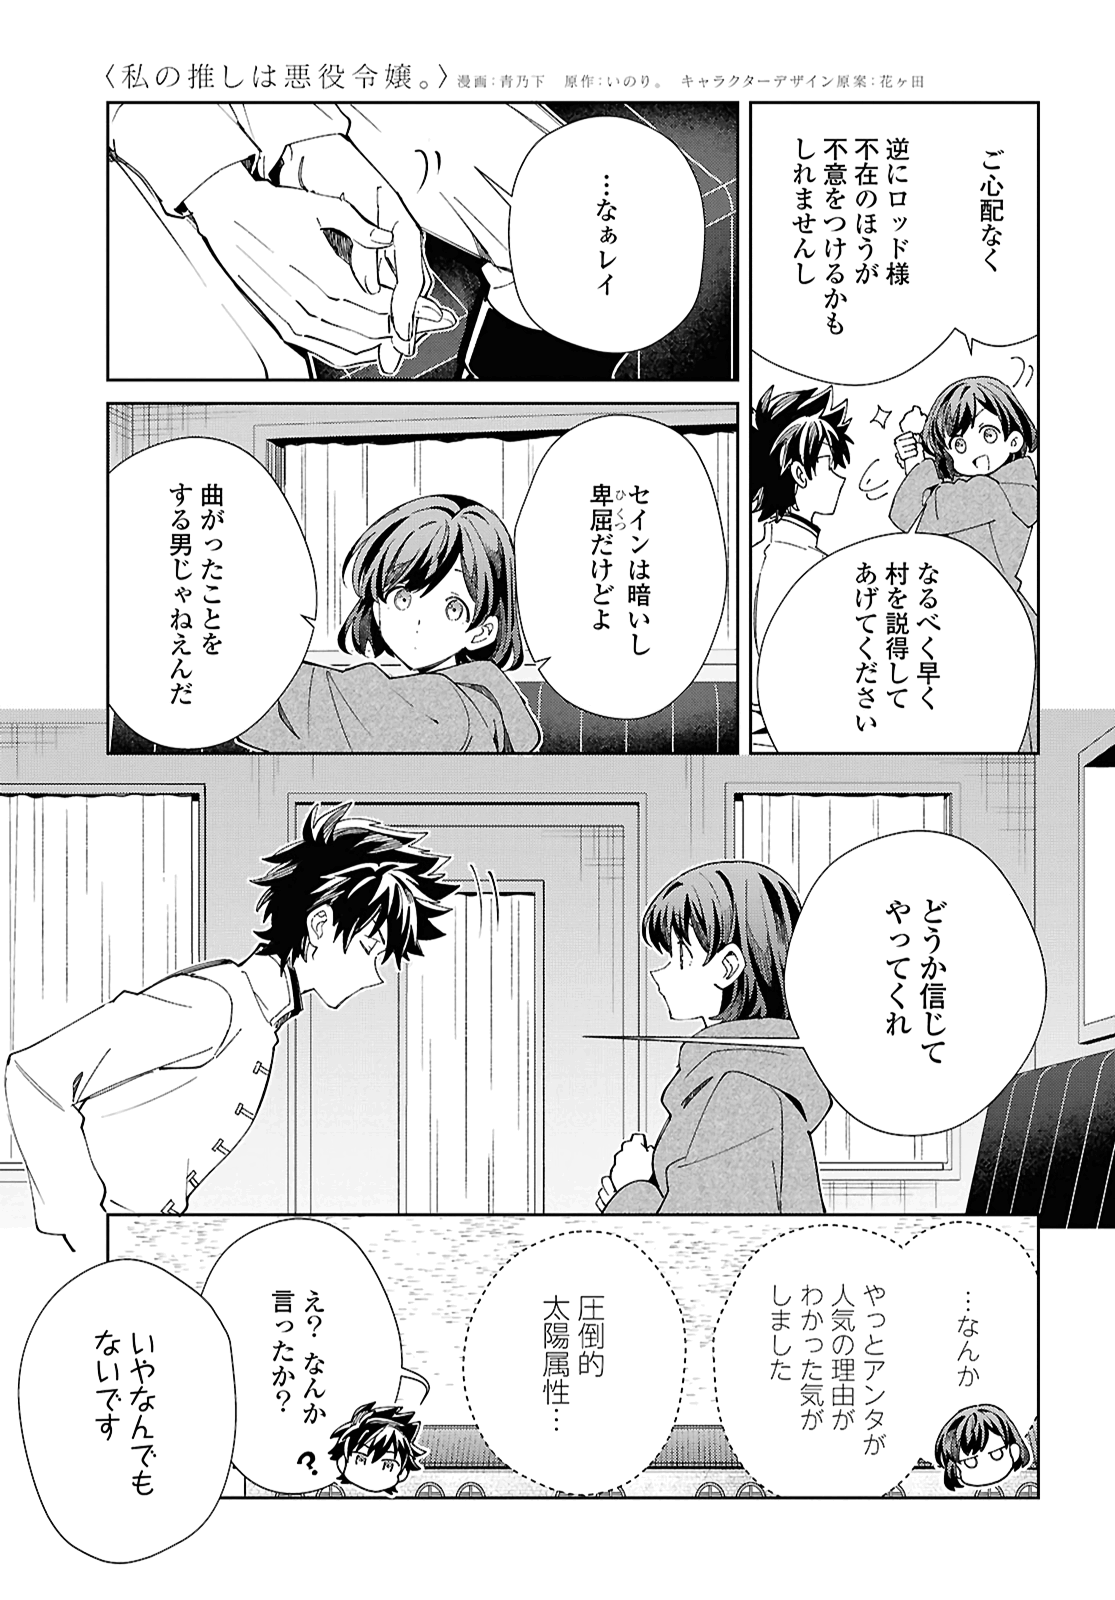 〈私の推しは悪役令嬢。〉漫画：青乃下　原作：いのり。　キャラクターデザイン原案：花ヶ田
ご心配なく
逆にロッド様
不在のほうが
不意をつけるかも
しれませんし
なるべく早く
村を説得して
あげてください
…なぁレイ
セインは暗いし
卑屈だけどよ
ひくつ
曲がったことを
する男じゃねえんだ
どうか信じて
やってくれ
…なんか
やっとアンタが
人気の理由が
わかった気が
しました
圧倒的
太陽属性…
え？なんか
言ったか？
？
いやなんでも
ないです